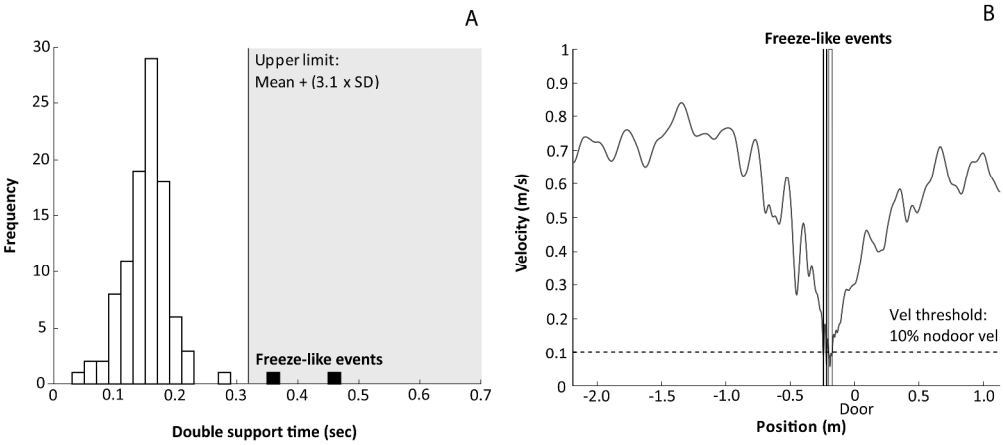 A
30
25
20
15
10
5
0
Frequency
Upper limit:
Mean + (3.1 x SD)
Freeze-like events
0 0.1 0.2 0.3 0.4 0.5 0.6 0.7
Double support time (sec)
B
Freeze-like events
1
0.9
0.8
0.7
0.6
0.5
0.4
0.3
0.2
0.1
0
Velocity (m/s)
Vel threshold:
10% nodoor vel
-2.0 -1.5 -1.0 -0.5 0 0.5 1.0
Door
Position (m)